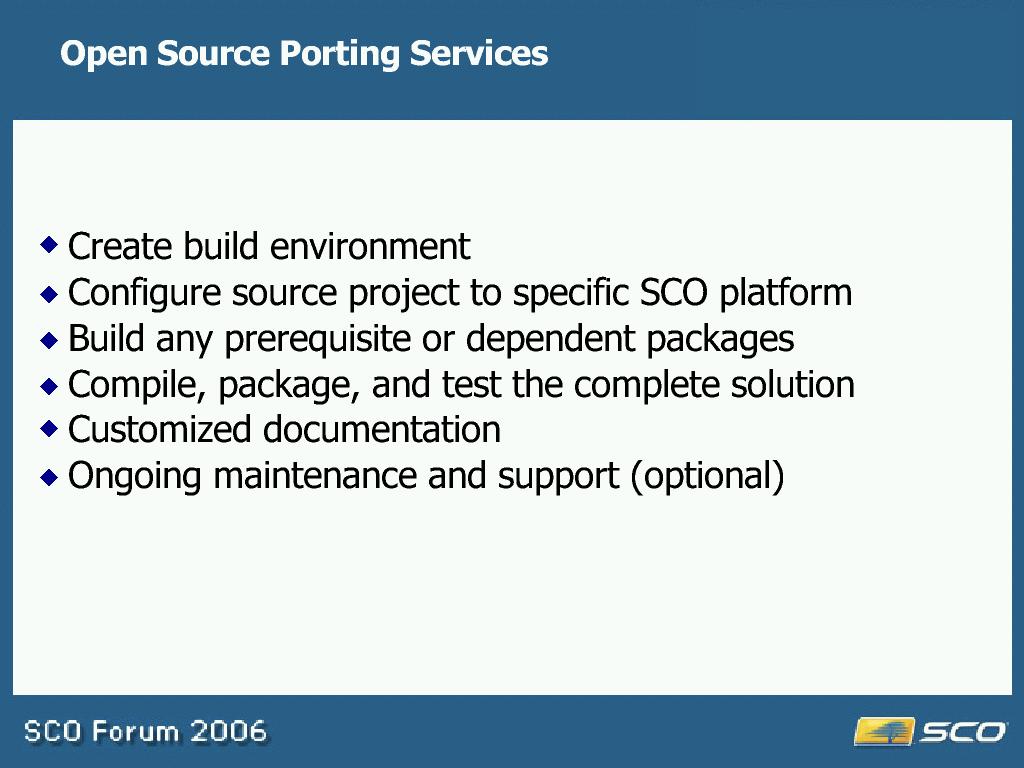 Open Source Porting Services
Create build environment
Configure source project to specific SCO platform
Build any prerequisite or dependent packages
Compile, package, and test the complete solution
Customized documentation
Ongoing maintenance and support (optional)
SCO Forum 2006
SCO